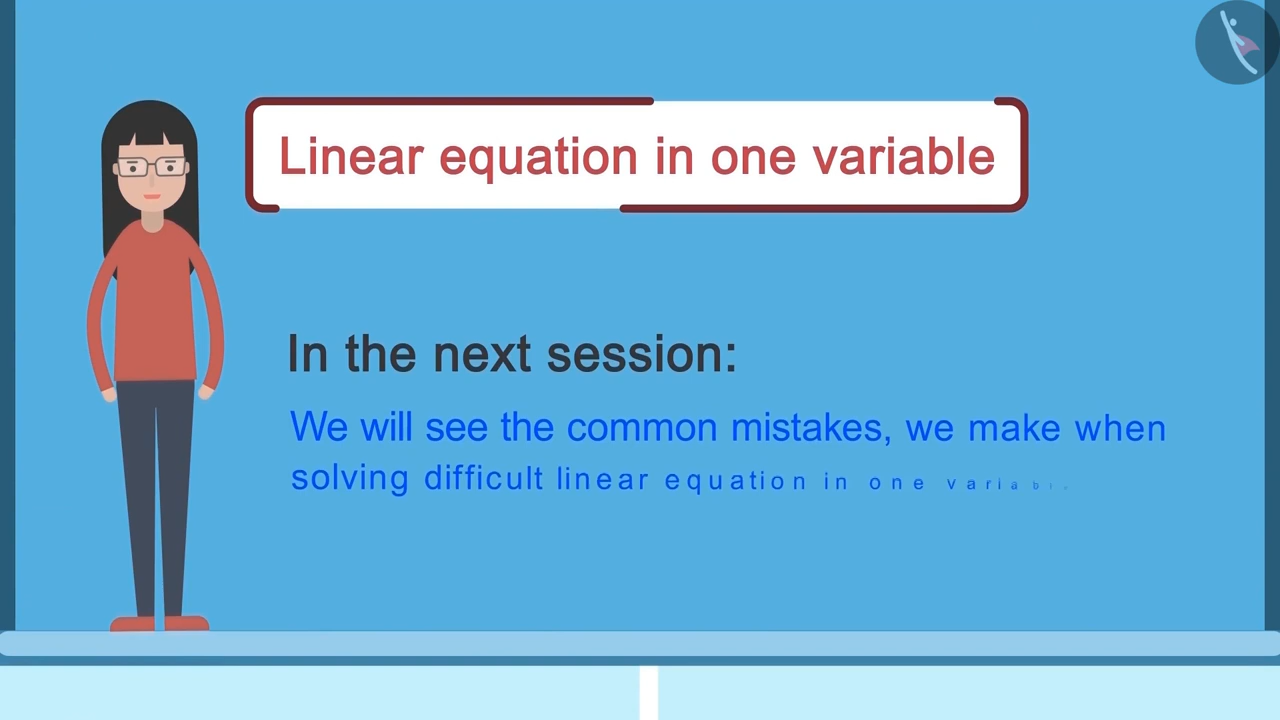 Linear equation in one variable
In the next session:
We will see the common mistakes, we make when
solving difficult linear equation in one variable